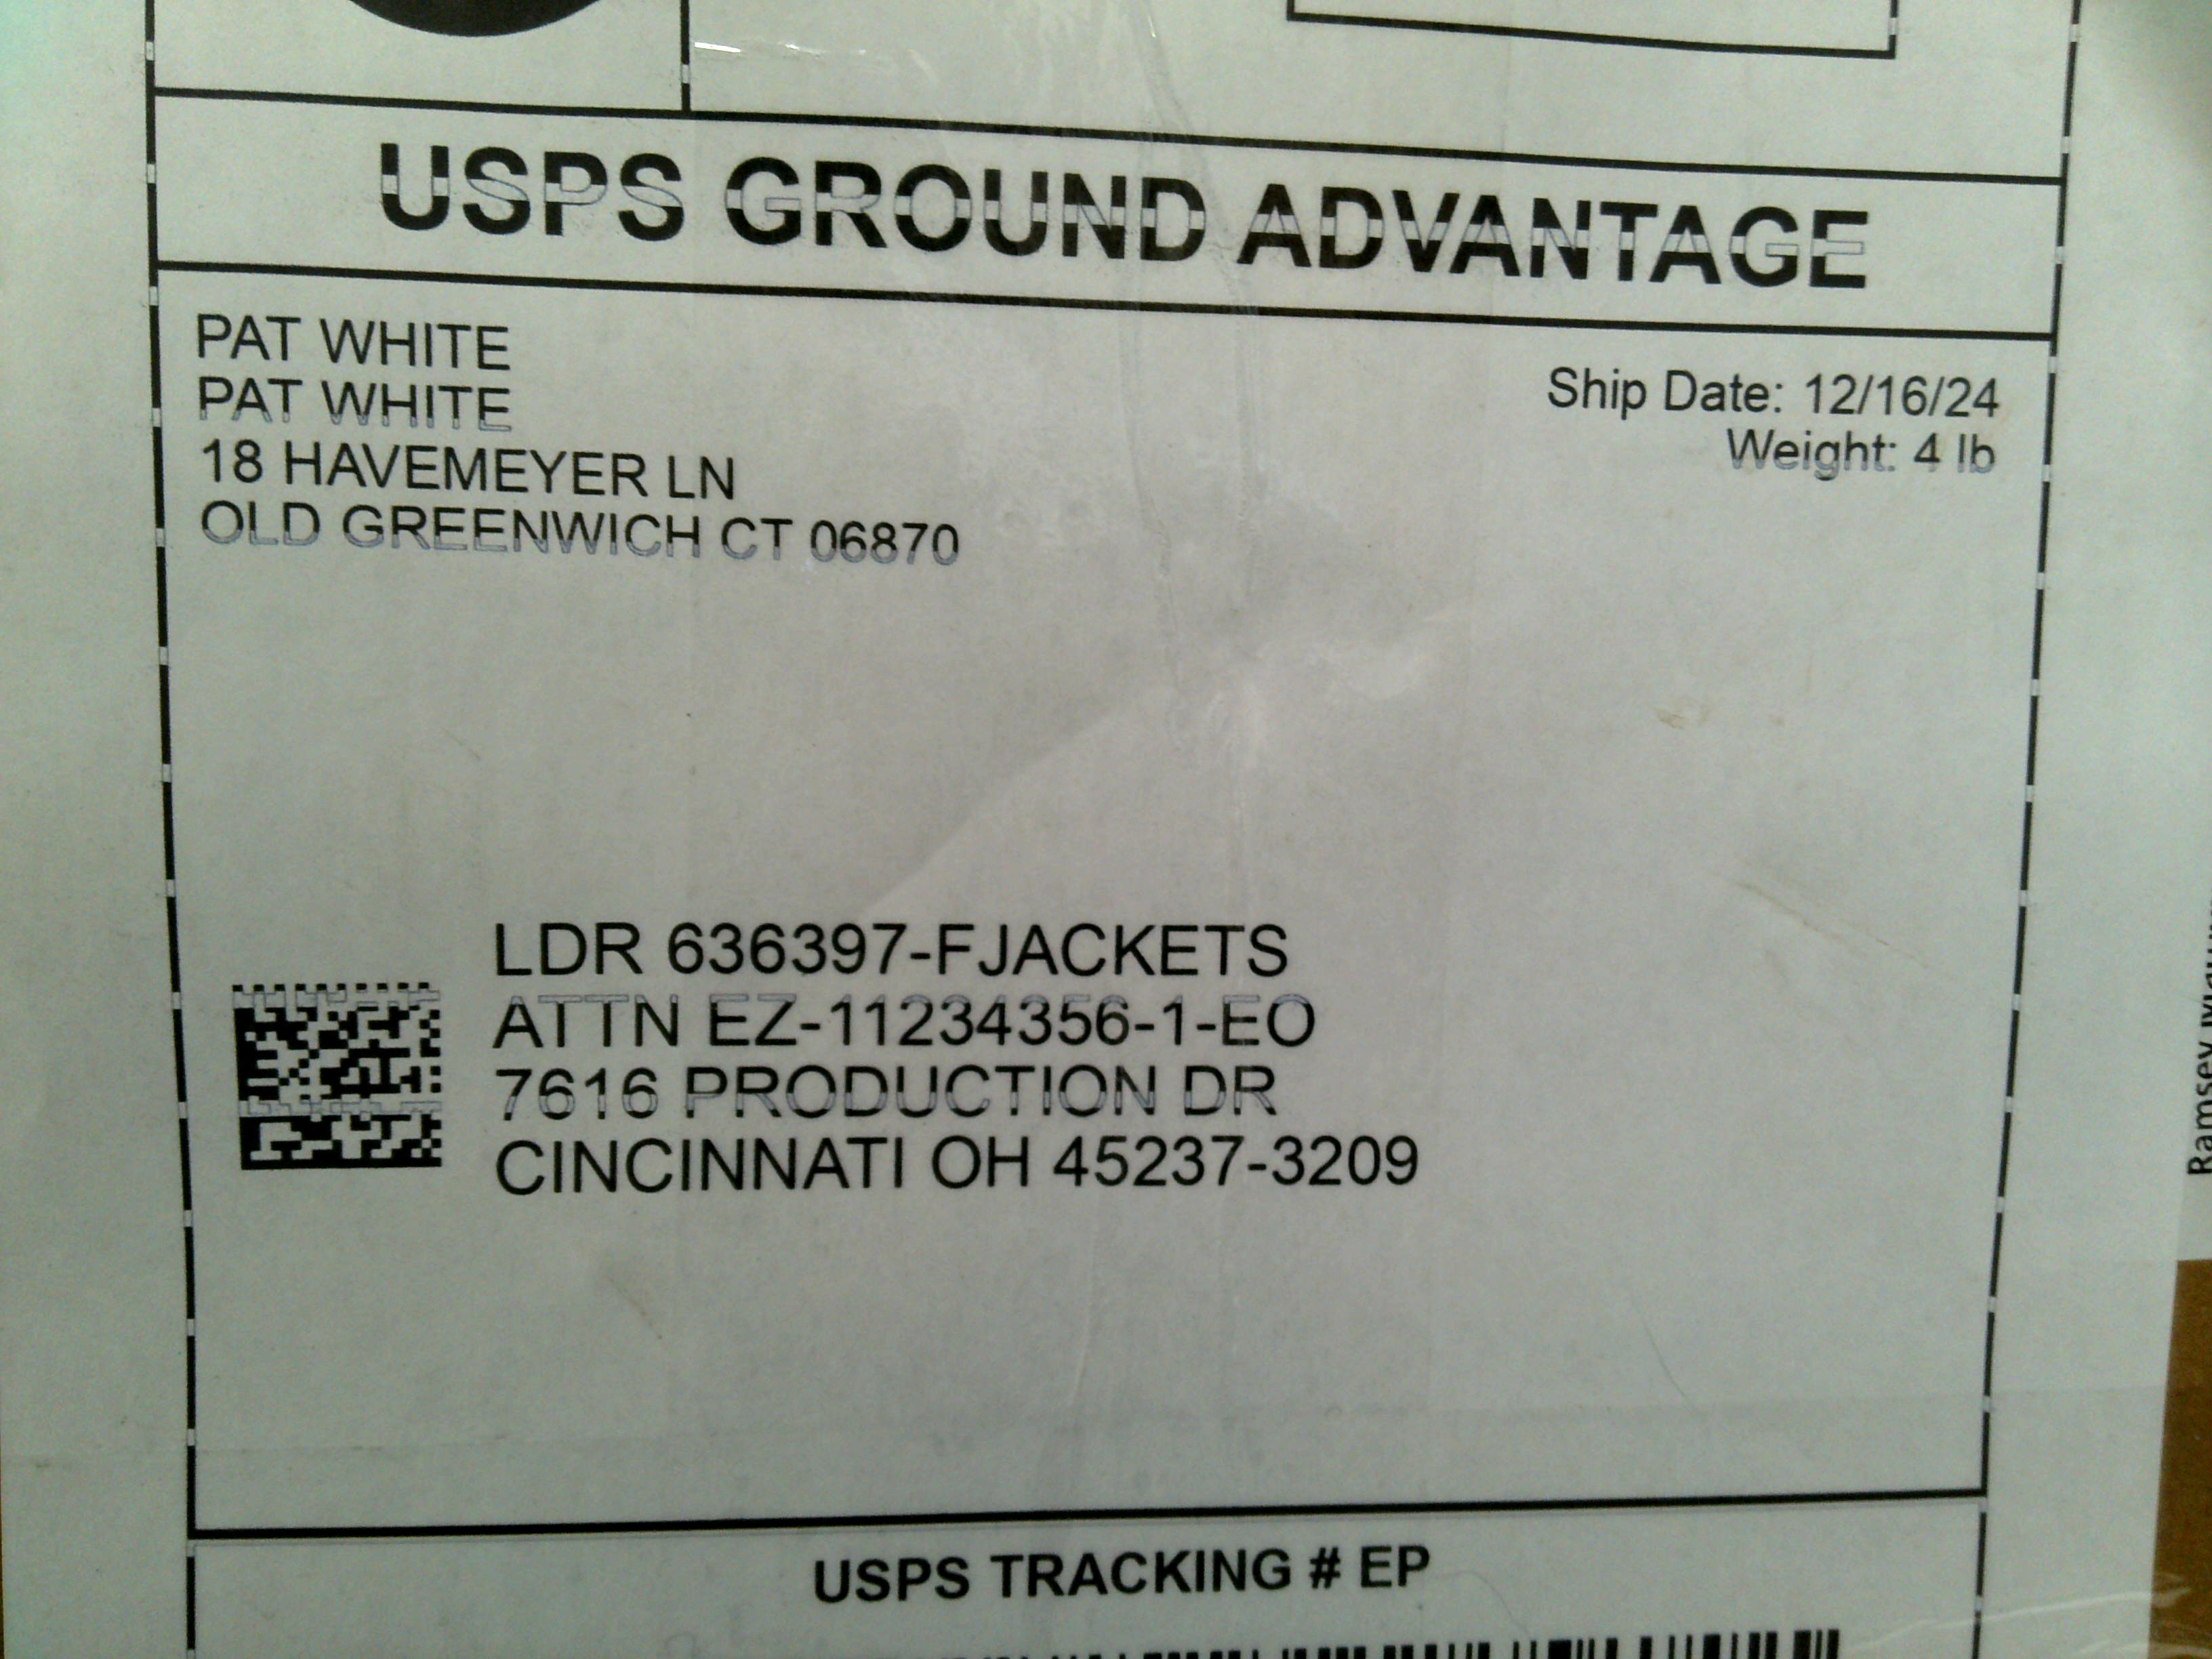 USPS GROUND ADVANTAGE
PAT WHITE
PAT WHITE
18 HAVEMEYER LN
OLD GREENWICH CT 06870
Ship Date: 12/16/24
Weight: 4 lb
LDR 636397-FJACKETS
ATTN EZ-11234356-1-EO
7616 PRODUCTION DR
CINCINNATI OH 45237-3209
USPS TRACKING # EP
Ramsey